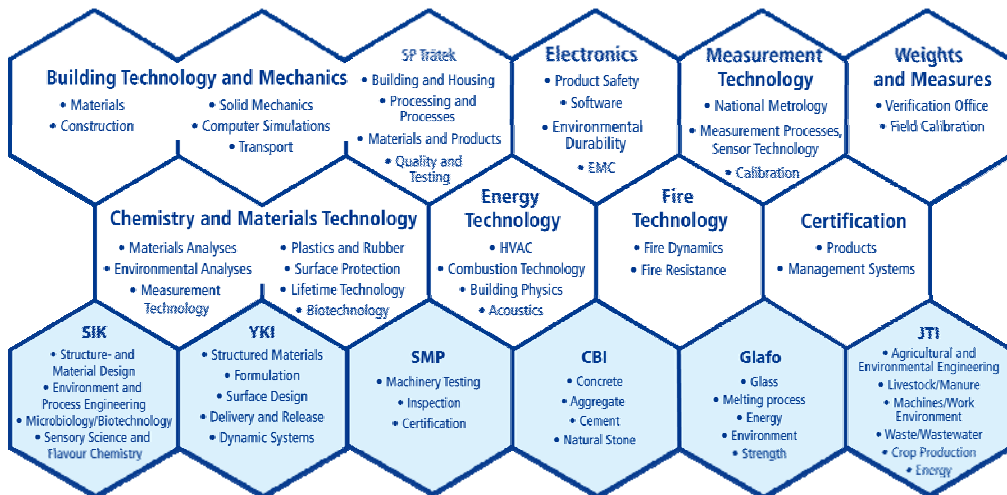 Building Technology and Mechanics
• Materials
• Construction
• Solid Mechanics
• Computer Simulations
• Transport
SP Trätek
• Building and Housing
• Processing and
Processes
• Materials and Products
• Quality and
Testing
Electronics
• Product Safety
• Software
• Environmental
Durability
• EMC
Measurement
Technology
• National Metrology
• Measurement Processes,
Sensor Technology
• Calibration
Weights
and Measures
• Verification Office
• Field Calibration
Chemistry and Materials Technology
• Materials Analyses
• Environmental Analyses
• Measurement
Technology
• Plastics and Rubber
• Surface Protection
• Lifetime Technology
• Biotechnology
Energy
Technology
• HVAC
• Combustion Technology
• Building Physics
• Acoustics
Fire
Technology
• Fire Dynamics
• Fire Resistance
Certification
• Products
• Management Systems
SIK
• Structure- and
Material Design
• Environment and
Process Engineering
• Microbiology/Biotechnology
• Sensory Science and
Flavour Chemistry
YKI
• Structured Materials
• Formulation
• Surface Design
• Delivery and Release
• Dynamic Systems
SMP
• Machinery Testing
• Inspection
• Certification
CBI
• Concrete
• Aggregate
• Cement
• Natural Stone
Glafo
• Glass
• Melting process
• Energy
• Environment
• Strength
JTI
• Agricultural and
Environmental Engineering
• Livestock/Manure
• Machines/Work
Environment
• Waste/Wastewater
• Crop Production
• Energy